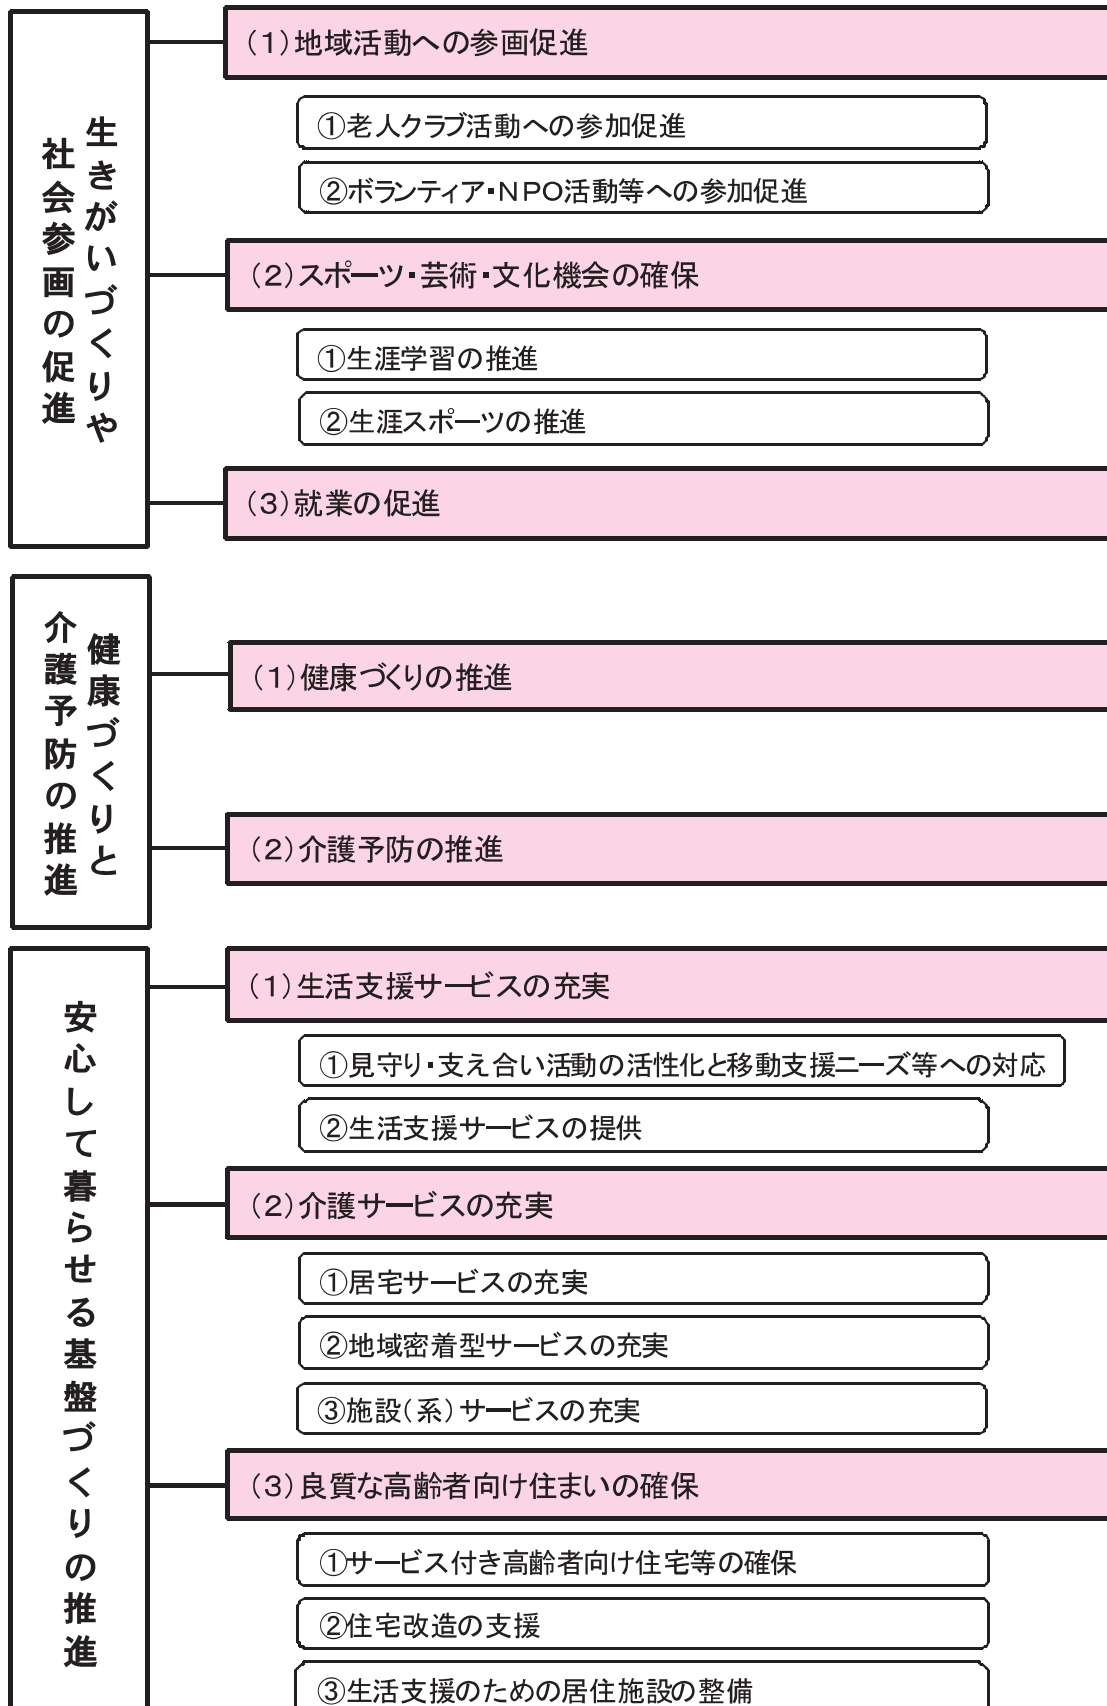 生きがいづくりや
社会参画の促進
（１）地域活動への参画促進
①老人クラブ活動への参加促進
②ボランティア・ＮＰＯ活動等への参加促進
（２）スポーツ・芸術・文化機会の確保
①生涯学習の推進
②生涯スポーツの推進
（３）就業の促進
健康づくりと
介護予防の推進
（１）健康づくりの推進
（２）介護予防の推進
安心して暮らせる基盤づくりの推進
（１）生活支援サービスの充実
①見守り・支え合い活動の活性化と移動支援ニーズ等への対応
②生活支援サービスの提供
（２）介護サービスの充実
①居宅サービスの充実
②地域密着型サービスの充実
③施設（系）サービスの充実
（３）良質な高齢者向け住まいの確保
①サービス付き高齢者向け住宅等の確保
②住宅改造の支援
③生活支援のための居住施設の整備